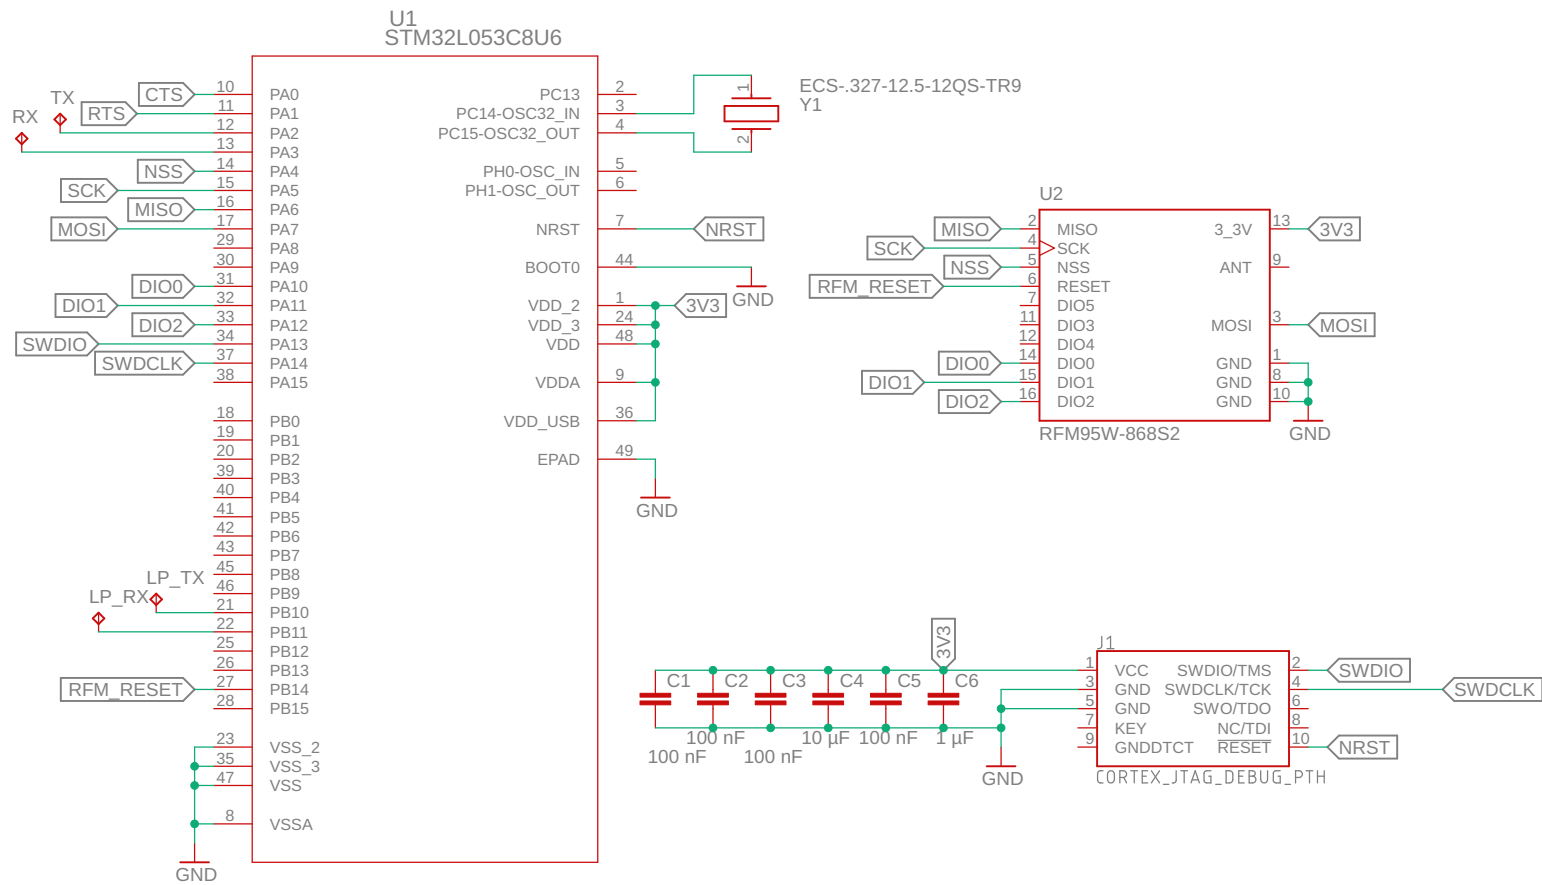 U1
STM32L053C8U6
CTS 10 PA0
RTS 11 PA1
TX 12 PA2
RX 13 PA3
NSS 14 PA4
SCK 15 PA5
MISO 16 PA6
MOSI 17 PA7
29 PA8
30 PA9
DIO0 31 PA10
DIO1 32 PA11
DIO2 33 PA12
SWDIO 34 PA13
SWDCLK 37 PA14
38 PA15
18 PB0
19 PB1
20 PB2
39 PB3
40 PB4
41 PB5
42 PB6
43 PB7
45 PB8
46 PB9
LP_TX 21 PB10
LP_RX 22 PB11
25 PB12
26 PB13
RFM_RESET 27 PB14
28 PB15
23 VSS_2
35 VSS_3
47 VSS
8 VSSA
GND
PC13 2
PC14-OSC32_IN 3
PC15-OSC32_OUT 4
PH0-OSC_IN 5
PH1-OSC_OUT 6
NRST 7 NRST
BOOT0 44
GND
VDD_2 1 3V3
VDD_3 24
VDD 48
VDDA 9
VDD_USB 36
EPAD 49
GND
1
2
ECS-.327-12.5-12QS-TR9
Y1
U2
MISO 2 MISO
SCK 4 SCK
NSS 5 NSS
RFM_RESET 6 RESET
7 DIO5
11 DIO3
12 DIO4
DIO0 14 DIO0
DIO1 15 DIO1
DIO2 16 DIO2
3_3V 13 3V3
ANT 9
MOSI 3 MOSI
GND 1
GND 8
GND 10
GND
RFM95W-868S2
3V3
C1 C2 C3 C4 C5 C6
100 nF 10 µF 100 nF 1 µF
100 nF 100 nF
GND
J1
1 VCC SWDIO/TMS 2 SWDIO
3 GND SWDCLK/TCK 4 SWDCLK
5 GND SWO/TDO 6
7 KEY NC/TDI 8
9 GNDDTCT RESET 10 NRST
CORTEX_JTAG_DEBUG_PTH